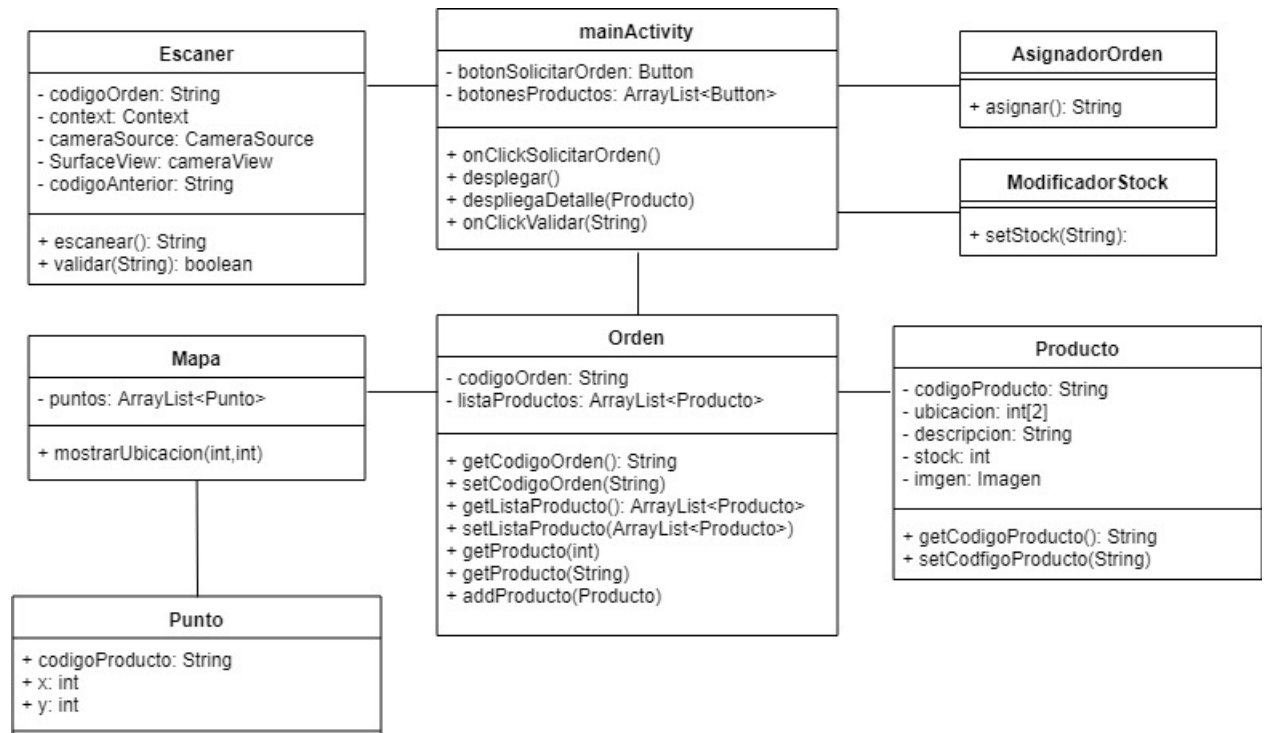 Escaner
- codigoOrden: String
- context: Context
- cameraSource: CameraSource
- SurfaceView: cameraView
- codigoAnterior: String
+ escanear(): String
+ validar(String): boolean
mainActivity
- botonSolicitarOrden: Button
- botonesProductos: ArrayList<Button>
+ onClickSolicitarOrden()
+ desplegar()
+ despliegaDetalle(Producto)
+ onClickValidar(String)
AsignadorOrden
+ asignar(): String
ModificadorStock
+ setStock(String):
Mapa
- puntos: ArrayList<Punto>
+ mostrarUbicacion(int,int)
Orden
- codigoOrden: String
- listaProductos: ArrayList<Producto>
+ getCodigoOrden(): String
+ setCodigoOrden(String)
+ getListaProducto(): ArrayList<Producto>
+ setListaProducto(ArrayList<Producto>)
+ getProducto(int)
+ getProducto(String)
+ addProducto(Producto)
Producto
- codigoProducto: String
- ubicacion: int[2]
- descripcion: String
- stock: int
- imgen: Imagen
+ getCodigoProducto(): String
+ setCodfigoProducto(String)
Punto
+ codigoProducto: String
+ x: int
+ y: int